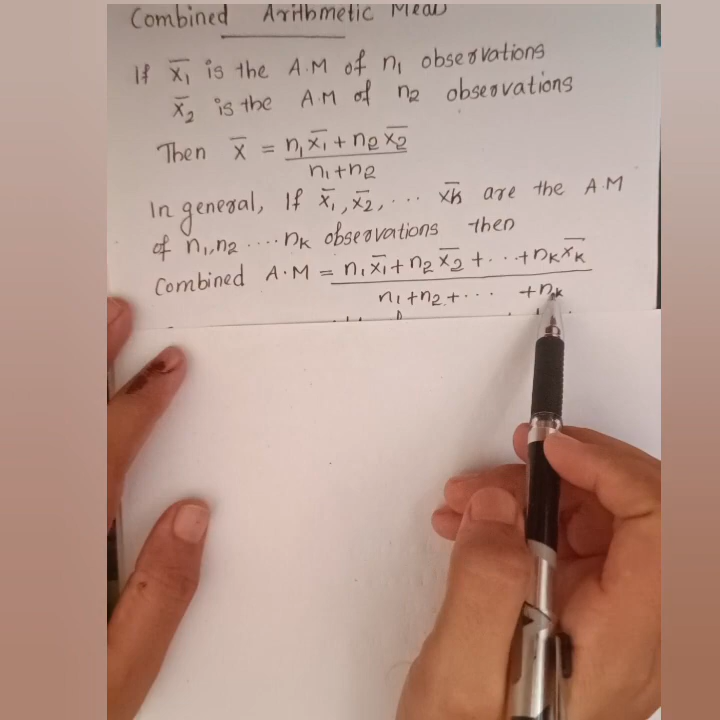 Combined Arithmetic Mean
If x̄₁ is the A.M of n₁ observations
x̄₂ is the A.M of n₂ observations
Then x̄ = (n₁x̄₁ + n₂x̄₂)/(n₁+n₂)
In general, If x̄₁, x̄₂, ... x̄k are the A.M
of n₁,n₂ ....nk observations then
Combined A.M = (n₁x̄₁+n₂x̄₂+...+nkx̄k)/(n₁+n₂+... +nk)